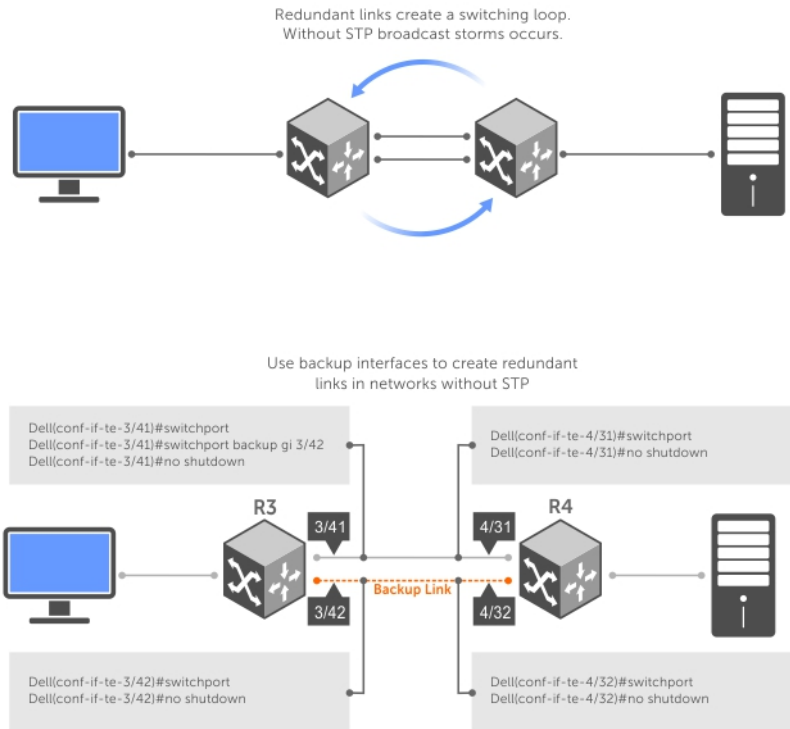 Redundant links create a switching loop.
Without STP broadcast storms occurs.
Use backup interfaces to create redundant
links in networks without STP
Dell(conf-if-te-3/41)#switchport
Dell(conf-if-te-3/41)#switchport backup gi 3/42
Dell(conf-if-te-3/41)#no shutdown
Dell(conf-if-te-4/31)#switchport
Dell(conf-if-te-4/31)#no shutdown
R3
R4
3/41
4/31
Backup Link
3/42
4/32
Dell(conf-if-te-3/42)#switchport
Dell(conf-if-te-3/42)#no shutdown
Dell(conf-if-te-4/32)#switchport
Dell(conf-if-te-4/32)#no shutdown